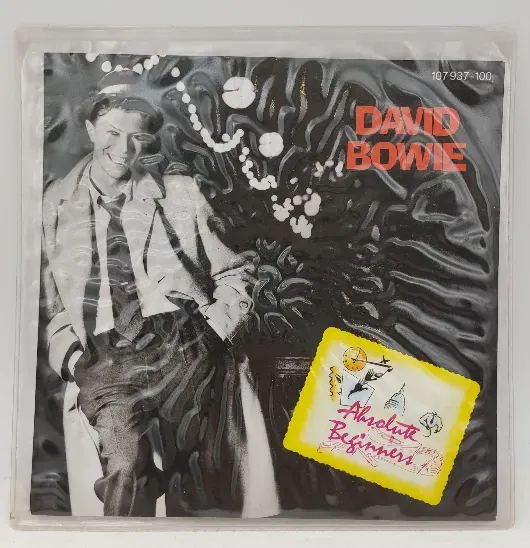 107 937-100
DAVID
BOWIE
Absolute
Beginners